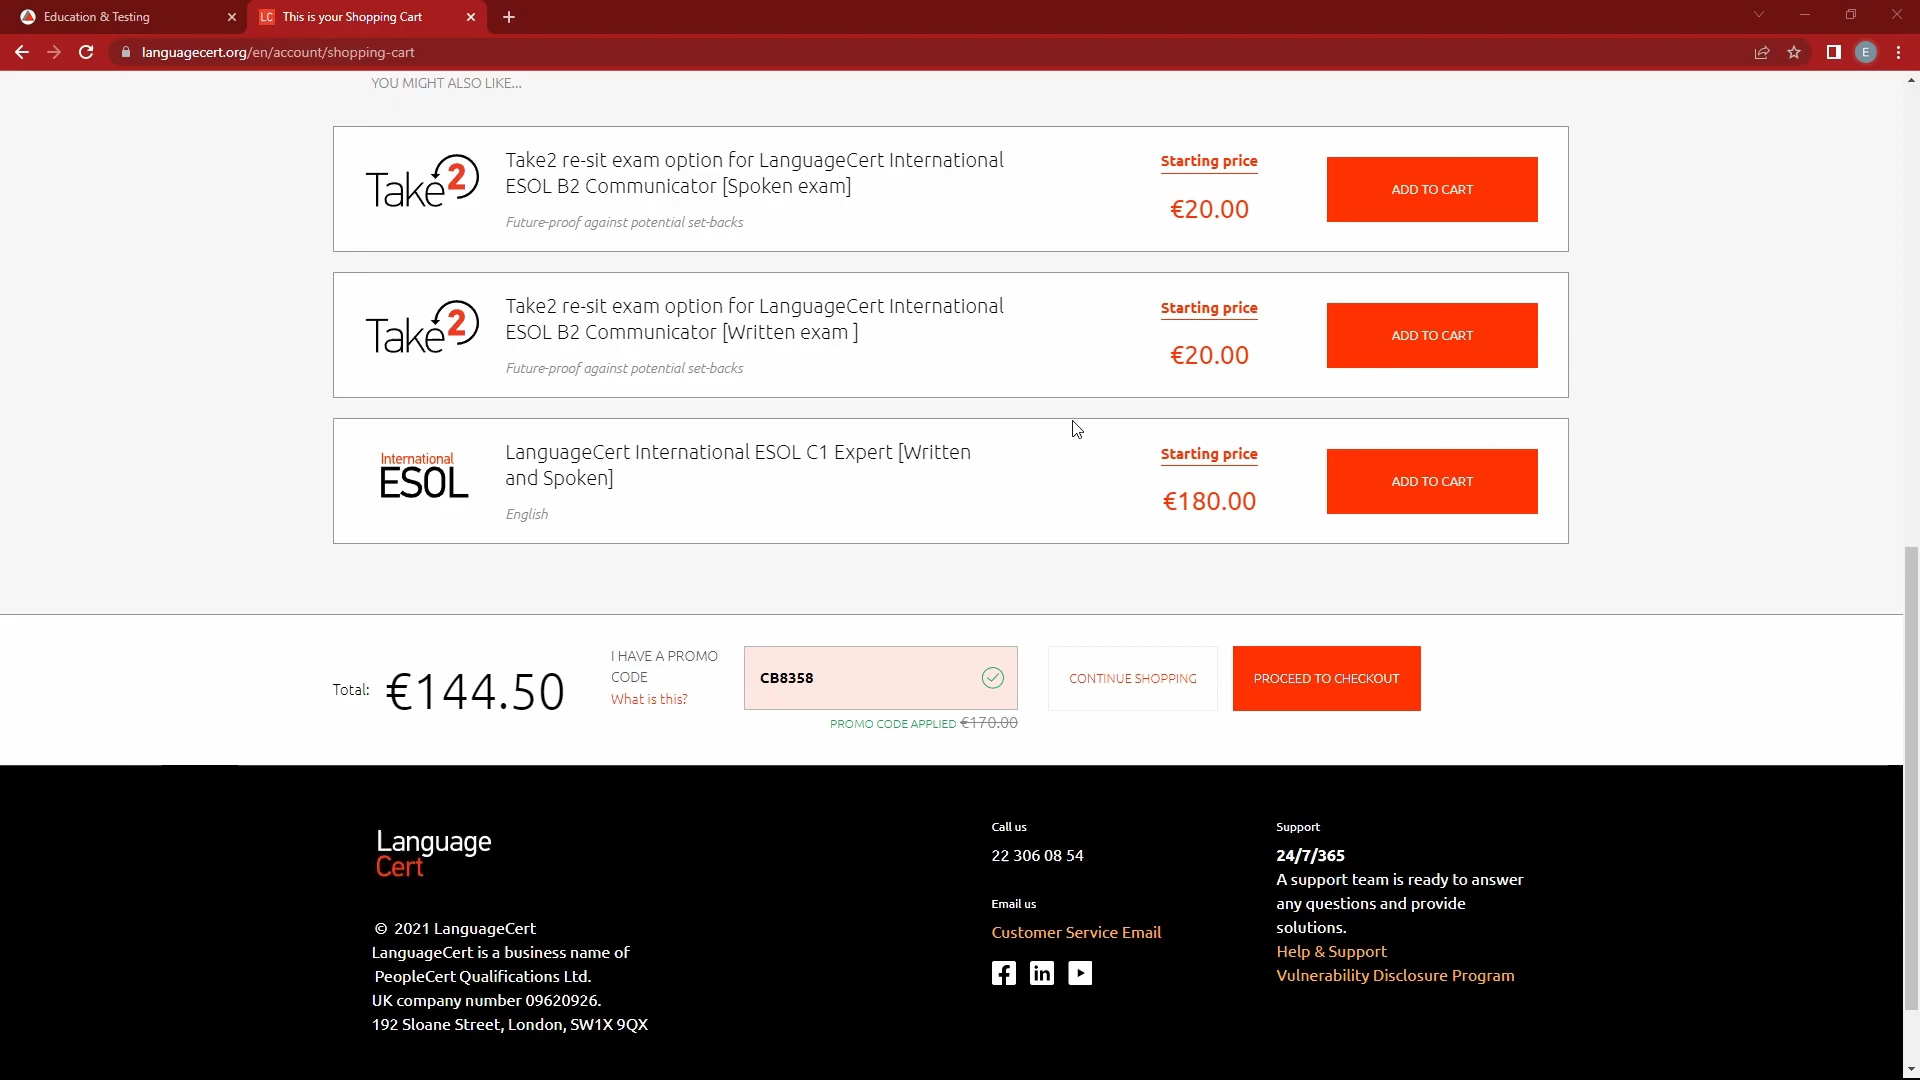 Education & Testing
LC This is your Shopping Cart
languagecert.org/en/account/shopping-cart
E
YOU MIGHT ALSO LIKE...
Take2
Take2 re-sit exam option for LanguageCert International
ESOL B2 Communicator [Spoken exam]
Future-proof against potential set-backs
Starting price
€20.00
ADD TO CART
Take2
Take2 re-sit exam option for LanguageCert International
ESOL B2 Communicator [Written exam ]
Future-proof against potential set-backs
Starting price
€20.00
ADD TO CART
International
ESOL
LanguageCert International ESOL C1 Expert [Written
and Spoken]
English
Starting price
€180.00
ADD TO CART
Total: €144.50
I HAVE A PROMO
CODE
What is this?
CB8358
PROMO CODE APPLIED €170.00
CONTINUE SHOPPING
PROCEED TO CHECKOUT
Language
Cert
© 2021 LanguageCert
LanguageCert is a business name of
PeopleCert Qualifications Ltd.
UK company number 09620926.
192 Sloane Street, London, SW1X 9QX
Call us
22 306 08 54
Email us
Customer Service Email
Support
24/7/365
A support team is ready to answer
any questions and provide
solutions.
Help & Support
Vulnerability Disclosure Program